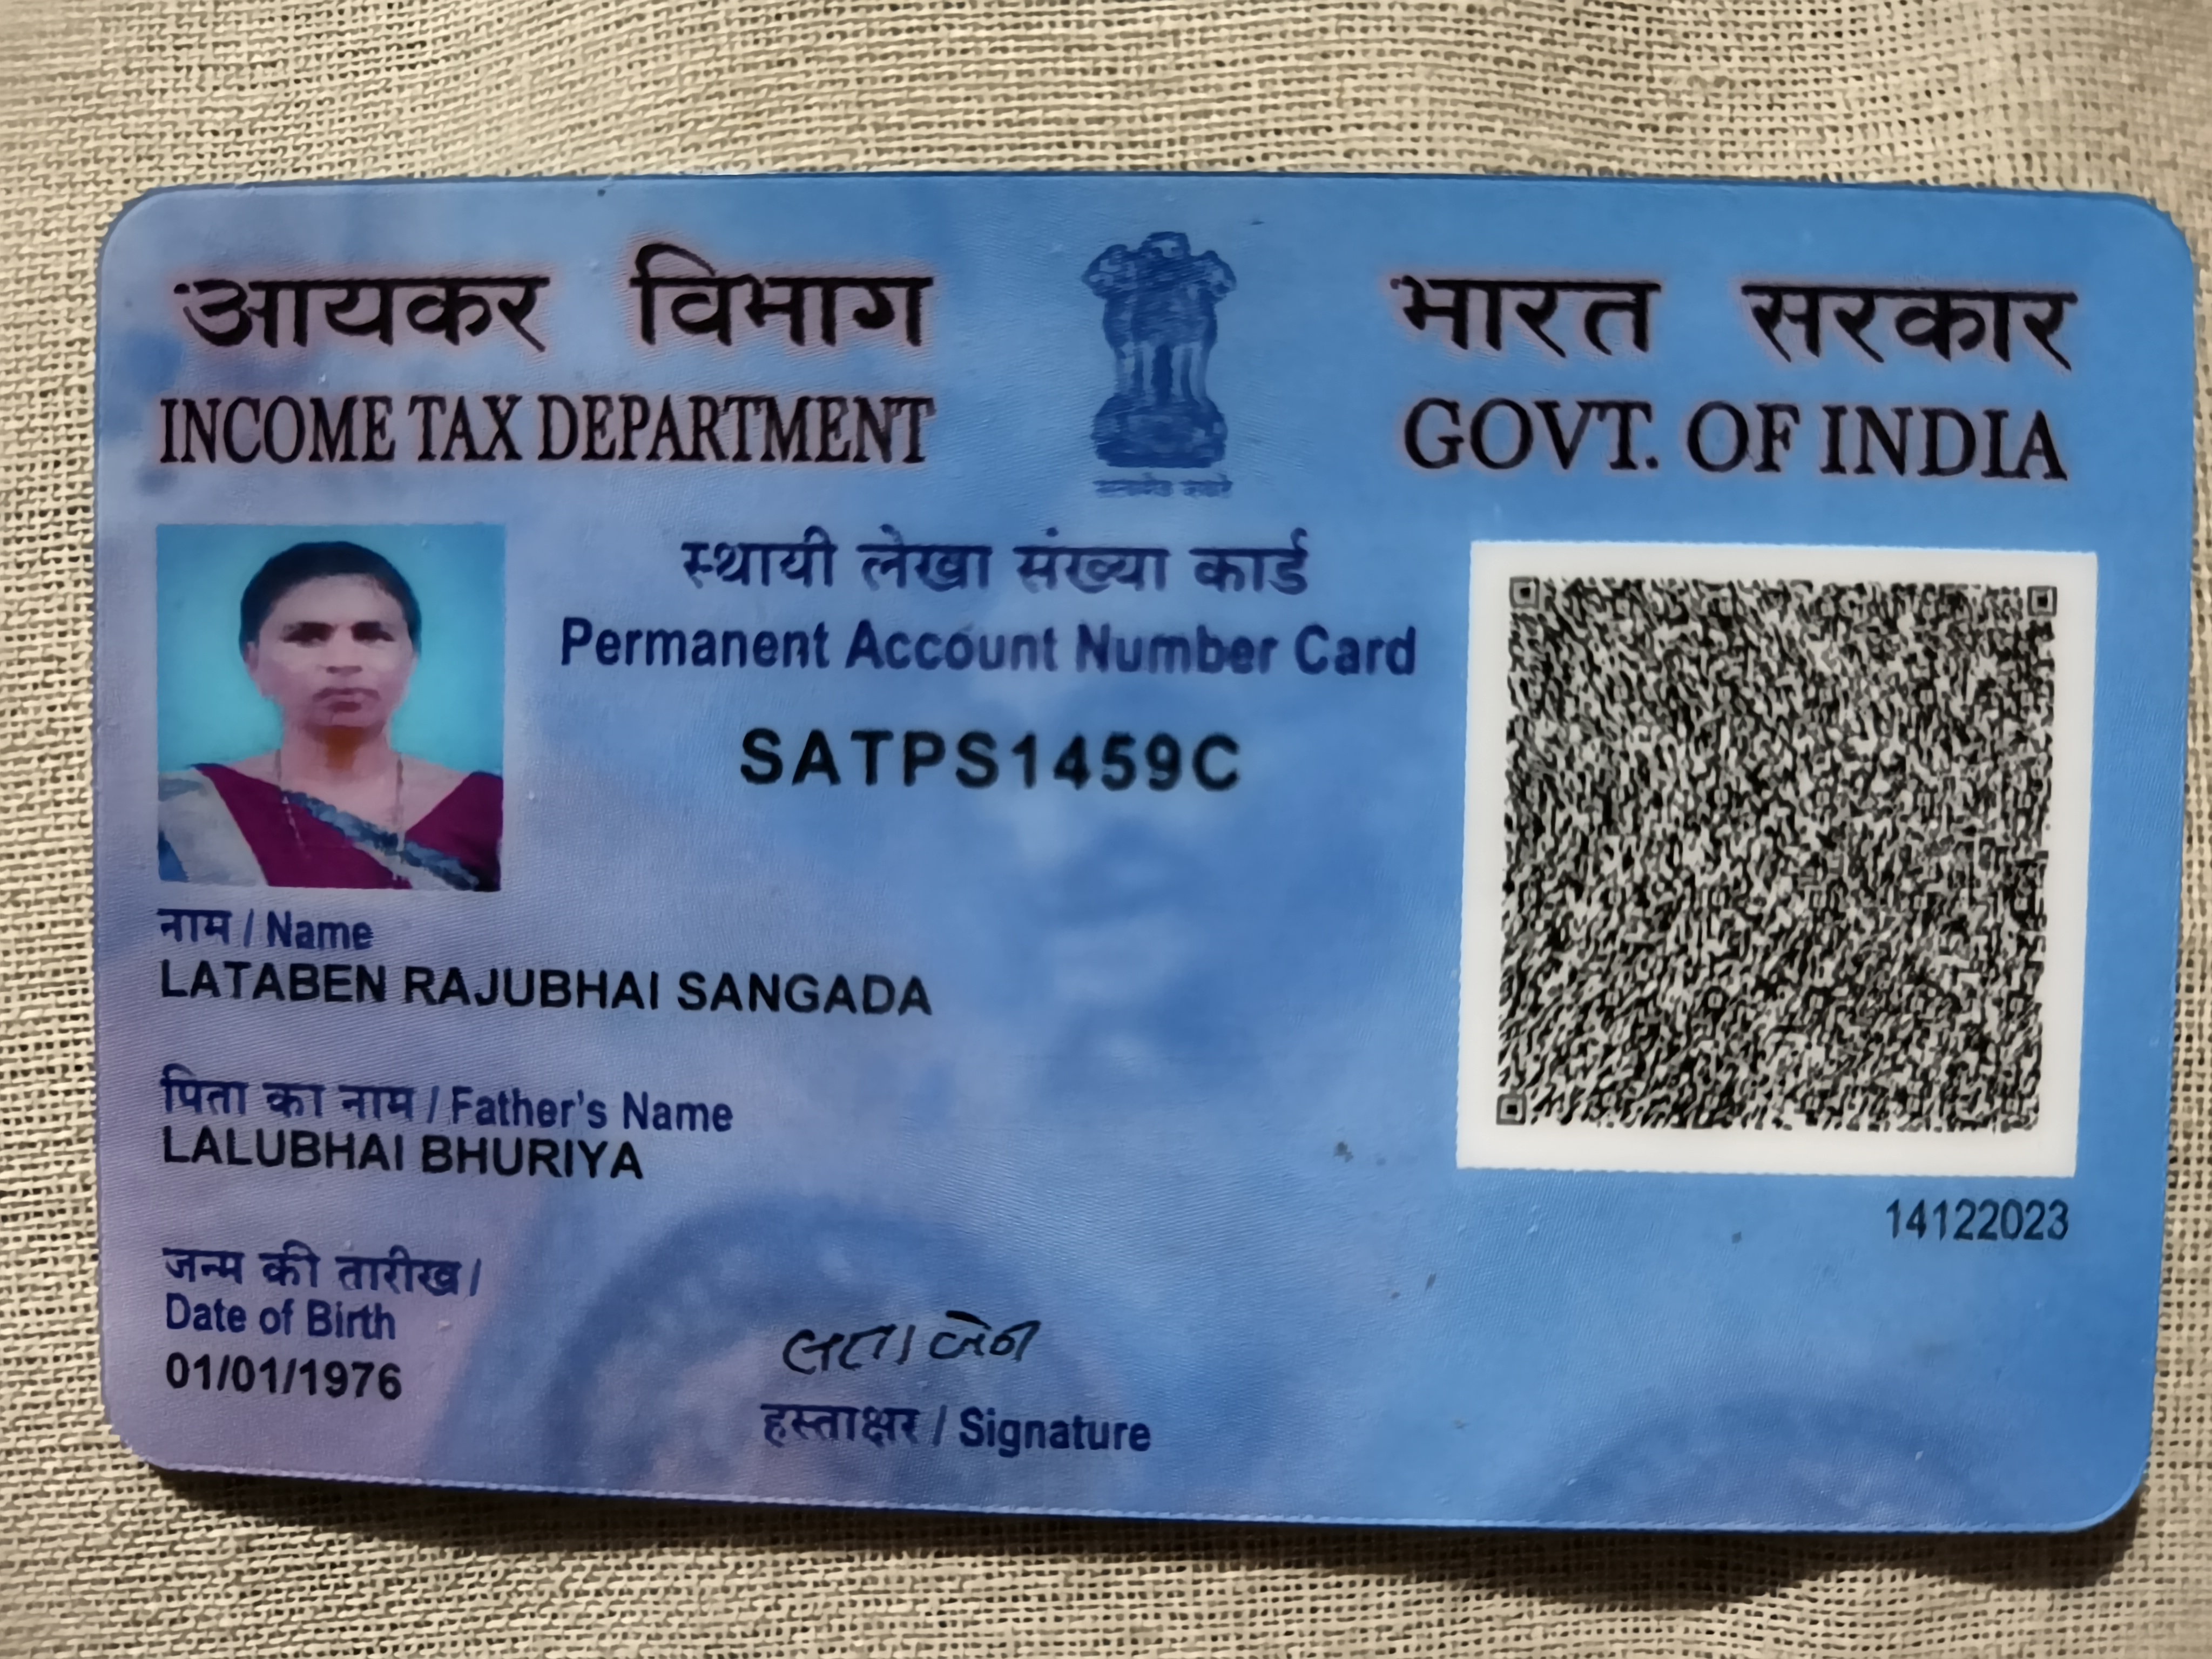 आयकर विभाग
INCOME TAX DEPARTMENT
भारत सरकार
GOVT. OF INDIA
स्थायी लेखा संख्या कार्ड
Permanent Account Number Card
SATPS1459C
नाम / Name
LATABEN RAJUBHAI SANGADA
पिता का नाम / Father's Name
LALUBHAI BHURIYA
14122023
जन्म की तारीख /
Date of Birth
01/01/1976
લતાબેન
हस्ताक्षर / Signature